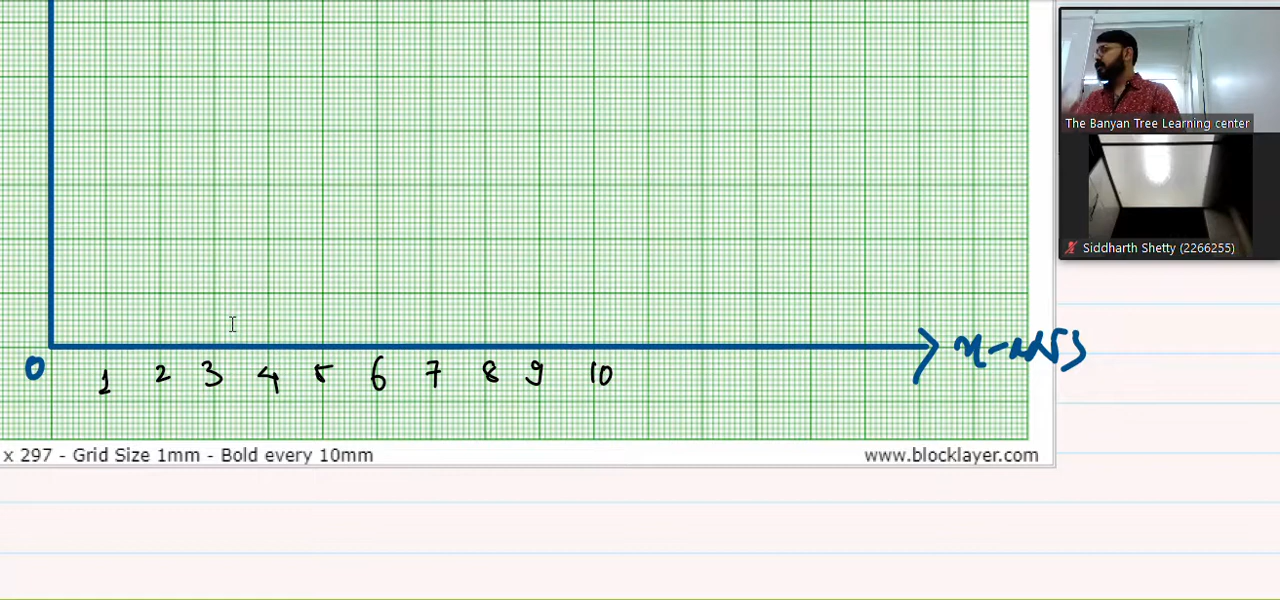 The Banyan Tree Learning center
Siddharth Shetty (2266255)
x-axis
0 1 2 3 4 5 6 7 8 9 10
x 297 - Grid Size 1mm - Bold every 10mm
www.blocklayer.com